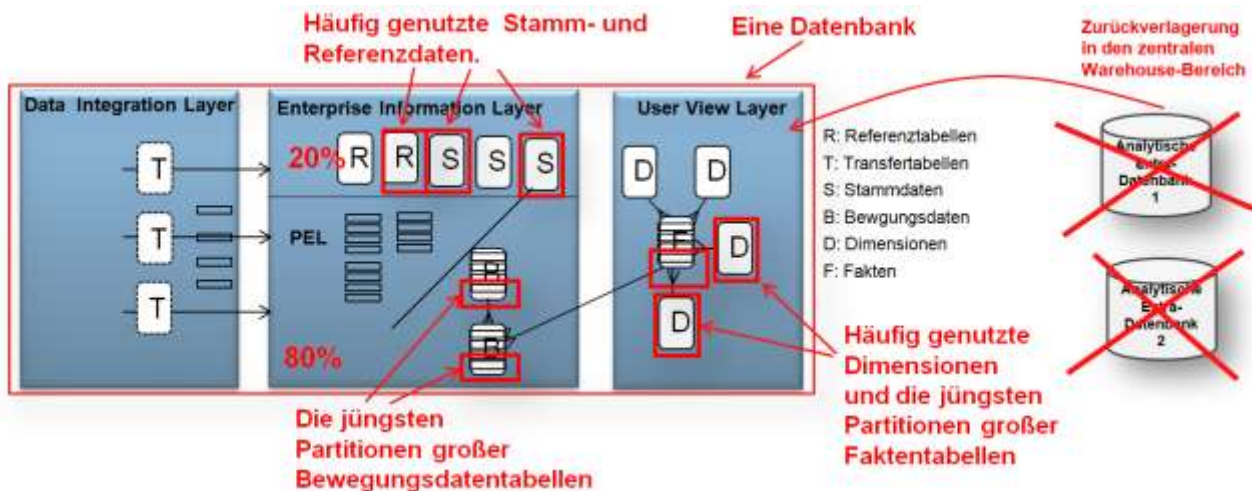 Häufig genutzte Stamm- und
Referenzdaten.
Eine Datenbank
Zurückverlagerung
in den zentralen
Warehouse-Bereich
Data Integration Layer
Enterprise Information Layer
User View Layer
T
T
T
20%
R
R
S
S
S
PEL
80%
R
R
D
D
F
D
D
R: Referenztabellen
T: Transfertabellen
S: Stammdaten
B: Bewgungsdaten
D: Dimensionen
F: Fakten
Analytische
Extra-
Datenbank
1
Analytische
Extra-
Datenbank
2
Die jüngsten
Partitionen großer
Bewegungsdatentabellen
Häufig genutzte
Dimensionen
und die jüngsten
Partitionen großer
Faktentabellen